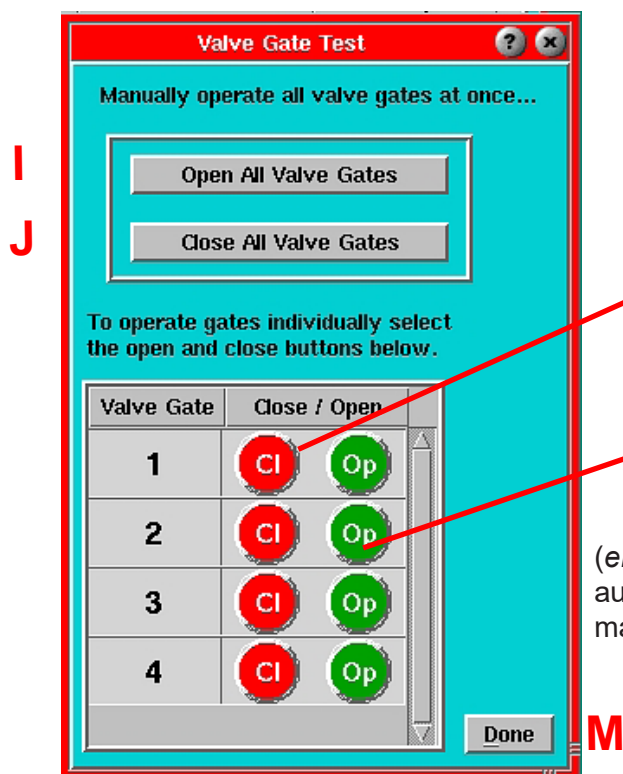 Valve Gate Test ? x
Manually operate all valve gates at once...
I
Open All Valve Gates
J
Close All Valve Gates
To operate gates individually select
the open and close buttons below.
Valve Gate Close / Open
1 Cl Op
2 Cl Op
3 Cl Op
4 Cl Op
au
ma
Done
M